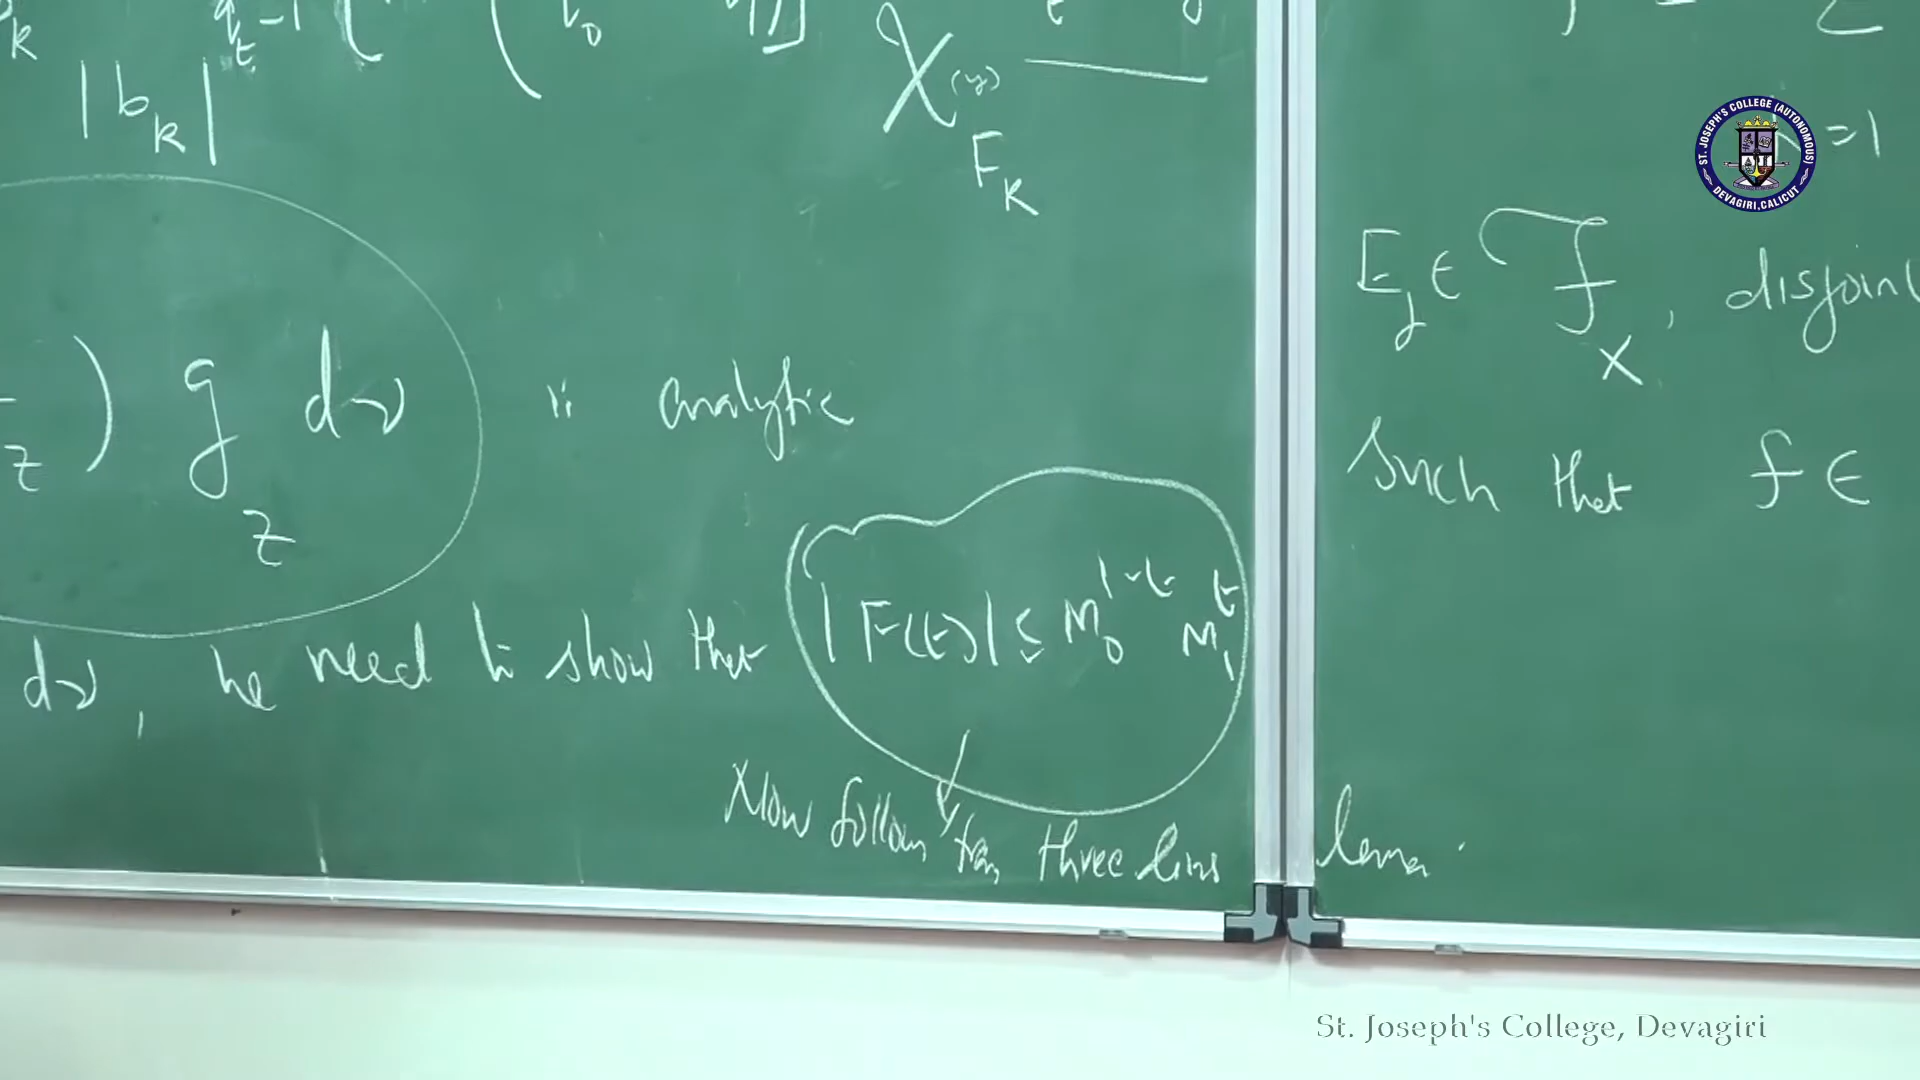 |b_k|
χ_{F_k}(y)
z) g_z dν is analytic
dν, we need to show that |F(t)| ≤ M_0^{1-t} M_1^t
Now follows from three lines lemma.
k=1
E_j ∈ F_X, disjoint
such that f ∈
ST. JOSEPH'S COLLEGE (AUTONOMOUS)
DEVAGIRI, CALICUT
St. Joseph's College, Devagiri